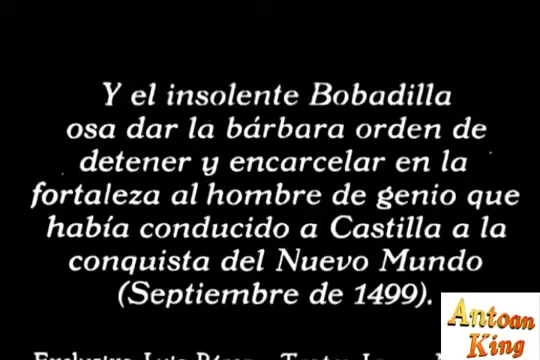 Y el insolente Bobadilla
osa dar la bárbara orden de
detener y encarcelar en la
fortaleza al hombre de genio que
había conducido a Castilla a la
conquista del Nuevo Mundo
(Septiembre de 1499).
Antoan
King